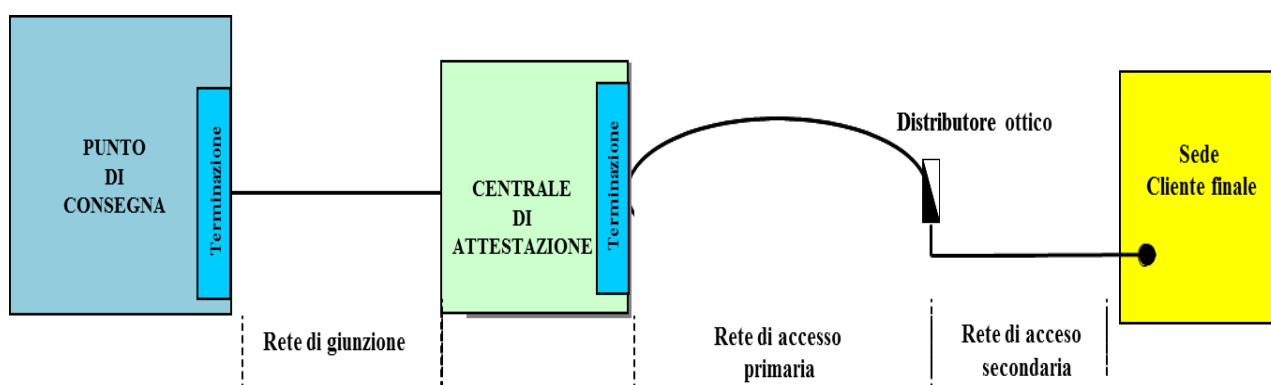 PUNTO
DI
CONSEGNA
Terminazione
CENTRALE
DI
ATTESTAZIONE
Terminazione
Distributore ottico
Sede
Cliente finale
Rete di giunzione
Rete di accesso
primaria
Rete di acceso
secondaria